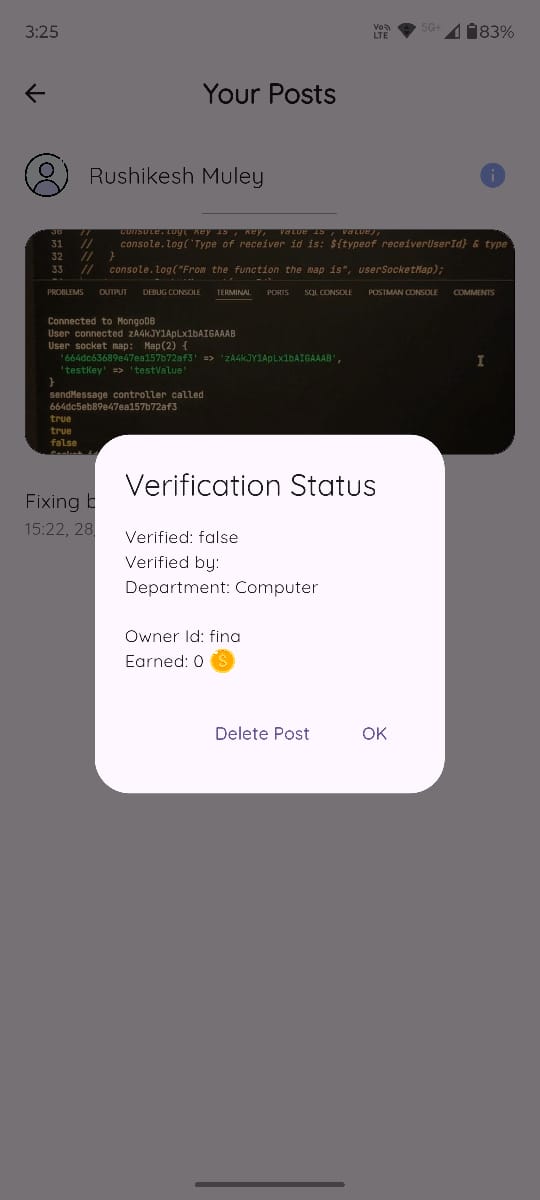 3:25
Vo))
LTE
5G+
83%
Your Posts
Rushikesh Muley
30 // console.log(`Key is , key, value is , value);
31 // console.log(`Type of receiver id is: ${typeof receiverUserId} & type
32 // }
33 // console.log("From the function the map is", userSocketMap);
PROBLEMS OUTPUT DEBUG CONSOLE TERMINAL PORTS SQL CONSOLE POSTMAN CONSOLE COMMENTS
Connected to MongoDB
User connected zA4kJY1ApLx1bAIGAAAB
User socket map: Map(2) {
'664dc63689e47ea157b72af3' => 'zA4kJY1ApLx1bAIGAAAB',
'testKey' => 'testValue'
}
sendMessage controller called
664dc5eb89e47ea157b72af3
true
true
false
Fixing b
15:22, 28,
Verification Status
Verified: false
Verified by:
Department: Computer
Owner Id: fina
Earned: 0
Delete Post
OK